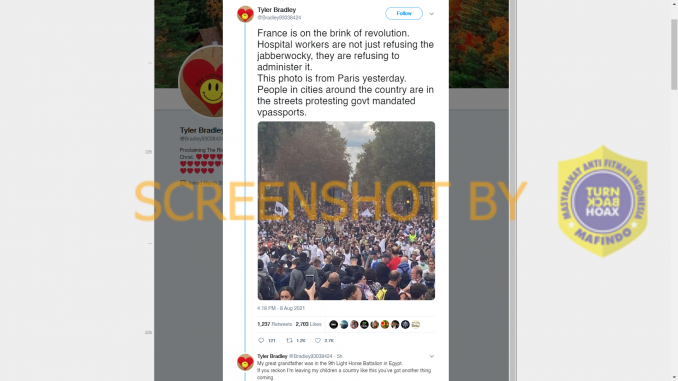 Tyler Bradley
@Bradley93038424
Follow
France is on the brink of revolution.
Hospital workers are not just refusing the
jabberwocky, they are refusing to
administer it.
This photo is from Paris yesterday.
People in cities around the country are in
the streets protesting govt mandated
vpassports.
Tyler Bradley
@Bradley93038424
Proclaiming The
Christ.
SCREENSHOT BY
MASYARAKAT ANTI FITNAH INDONESIA
TURN
BACK
HOAX
MAFINDO
4:18 PM - 8 Aug 2021
1,237 Retweets 2,703 Likes
121 1.2K 2.7K
Tyler Bradley @Bradley93038424 · 5h
My great grandfather was in the 9th Light Horse Battalion in Egypt.
If you reckon I'm leaving my children a country like this you've got another thing
coming.